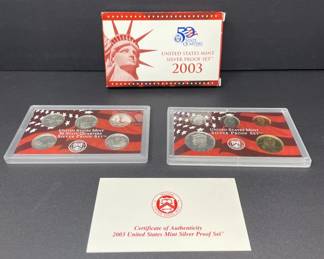 50
STATE
QUARTERS
UNITED STATES MINT
SILVER PROOF SET
2003
UNITED STATES MINT
50 STATE QUARTERS
SILVER PROOF SET
UNITED STATES MINT
SILVER PROOF SET
Certificate of Authenticity
2003 United States Mint Silver Proof Set